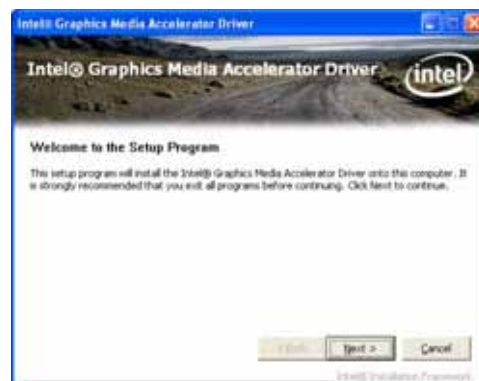 Intel® Graphics Media Accelerator Driver
Intel® Graphics Media Accelerator Driver
intel
Welcome to the Setup Program
This setup program will install the Intel® Graphics Media Accelerator Driver onto this computer. It
is strongly recommended that you exit all programs before continuing. Click Next to continue.
< Back
Next >
Cancel
Intel® Installation Framework